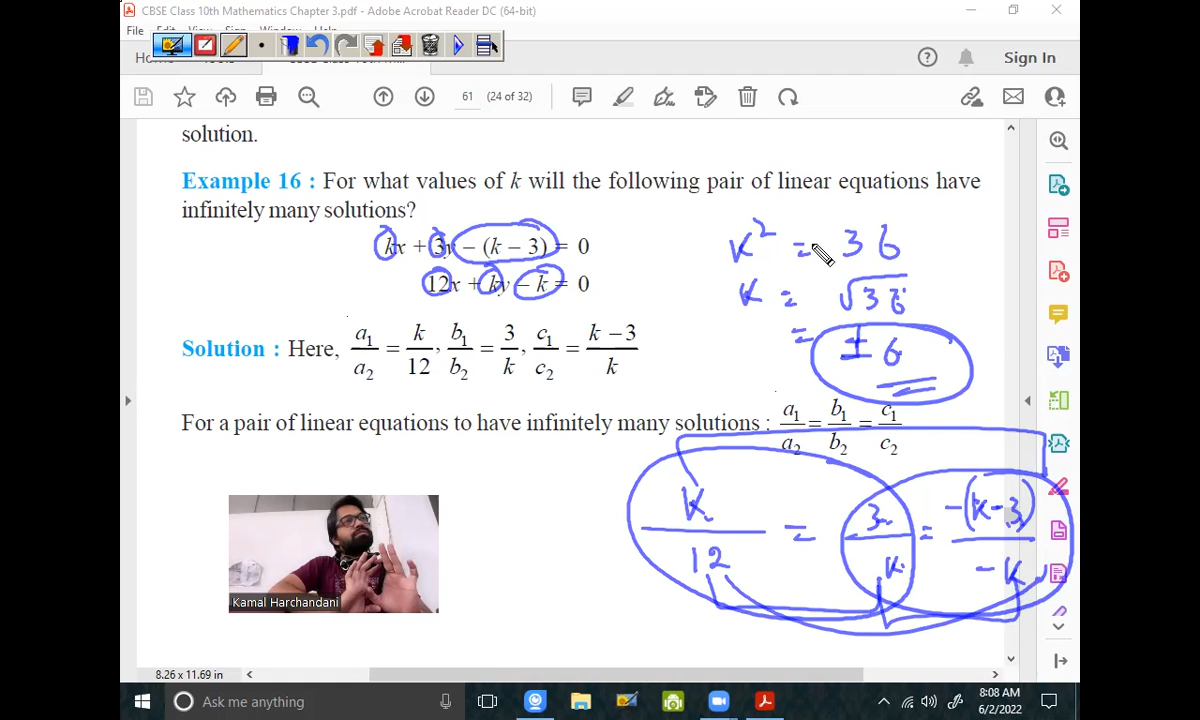 CBSE Class 10th Mathematics Chapter 3.pdf - Adobe Acrobat Reader DC (64-bit)
File
Sign In
61 (24 of 32)
solution.
Example 16 : For what values of k will the following pair of linear equations have
infinitely many solutions?
kx + 3y – (k – 3) = 0
12x + ky – k = 0
K² = 36
K = √36
= ± 6
Solution : Here, a₁/a₂ = k/12, b₁/b₂ = 3/k, c₁/c₂ = k – 3/k
For a pair of linear equations to have infinitely many solutions : a₁/a₂ = b₁/b₂ = c₁/c₂
K/12 = 3/K = -(K-3)/-K
Kamal Harchandani
8.26 x 11.69 in
Ask me anything
8:08 AM
6/2/2022